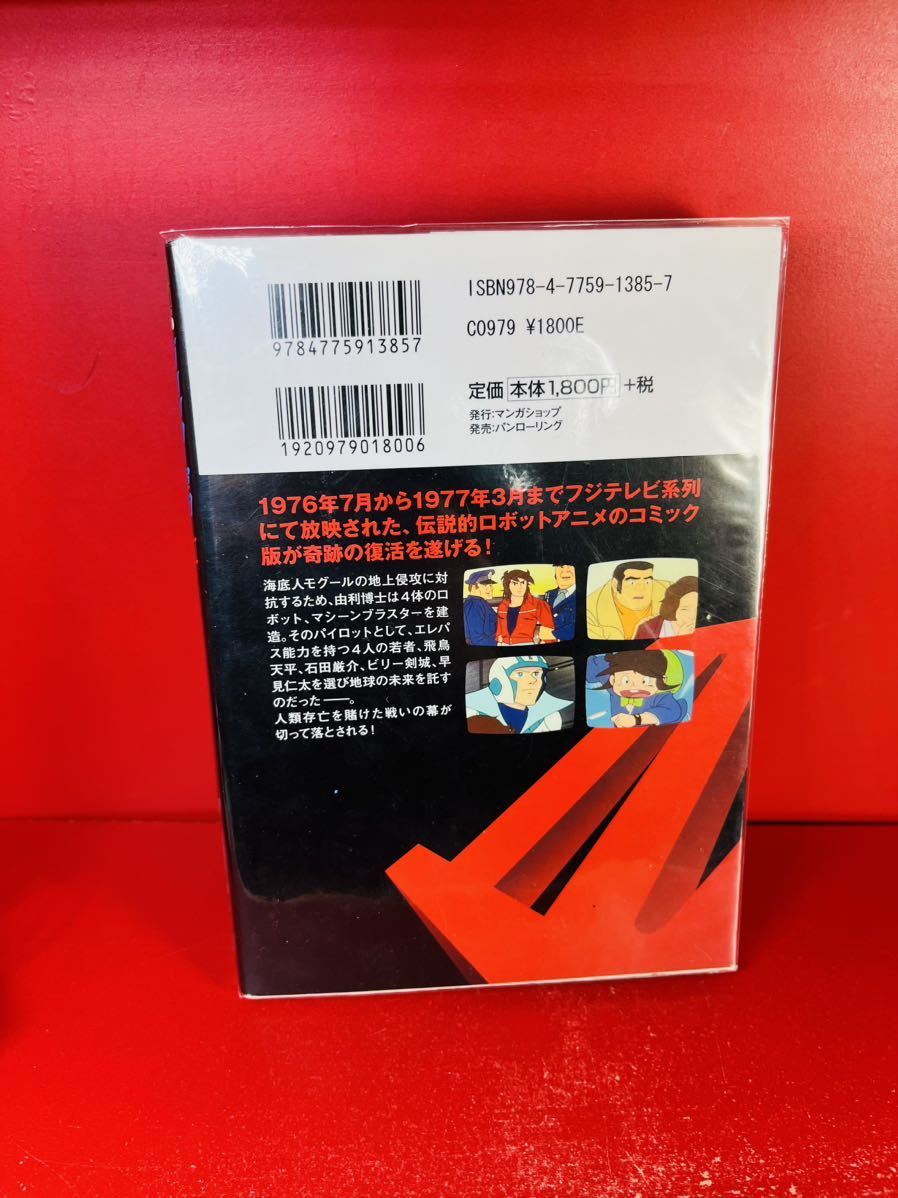 ISBN978-4-7759-1385-7
9784775913857
C0979 ¥1800E
定価 本体1,800円 +税
1920979018006
発行:マンガショップ
発売:パンローリング
1976年7月から1977年3月までフジテレビ系列
にて放映された、伝説的ロボットアニメのコミック
版が奇跡の復活を遂げる!
海底人モグールの地上侵攻に対
抗するため、由利博士は4体のロ
ボット、マシーンブラスターを建
造。そのパイロットとして、エレパ
ス能力を持つ4人の若者、飛鳥
天平、石田厳介、ビリー剣城、早
見仁太を選び地球の未来を託す
のだった――。
人類存亡を賭けた戦いの幕が
切って落とされる!